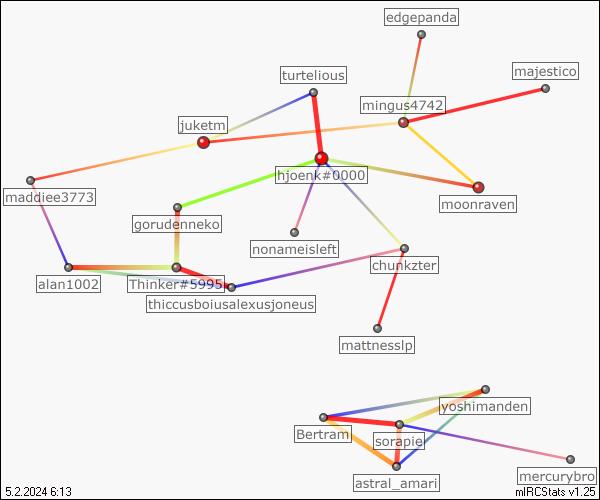 edgepanda
turtelious
majestico
mingus4742
juketm
hjoenk#0000
maddiee3773
moonraven
gorudenneko
nonameisleft
chunkzter
alan1002
Thinker#5995
thiccusboiusalexusjoneus
mattnesslp
yoshimanden
Bertram
sorapie
mercurybro
astral_amari
5.2.2024 6:13
mIRCStats v1.25